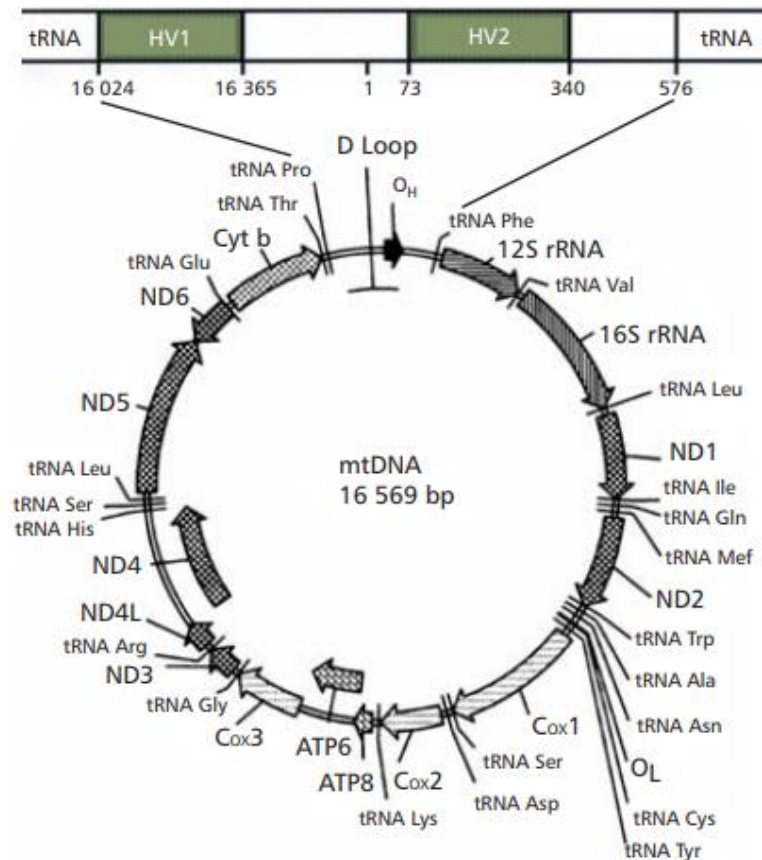 tRNA HV1 HV2 tRNA
16 024 16 365 1 73 340 576
D Loop
OH
tRNA Pro
tRNA Thr
Cyt b
tRNA Glu
ND6
ND5
tRNA Leu
tRNA Ser
tRNA His
ND4
ND4L
tRNA Arg
ND3
tRNA Gly
Cox3
ATP6
ATP8
tRNA Lys
Cox2
tRNA Asp
tRNA Ser
Cox1
tRNA Phe
12S rRNA
tRNA Val
16S rRNA
tRNA Leu
ND1
tRNA Ile
tRNA Gln
tRNA Mef
ND2
tRNA Trp
tRNA Ala
tRNA Asn
OL
tRNA Cys
tRNA Tyr
mtDNA
16 569 bp